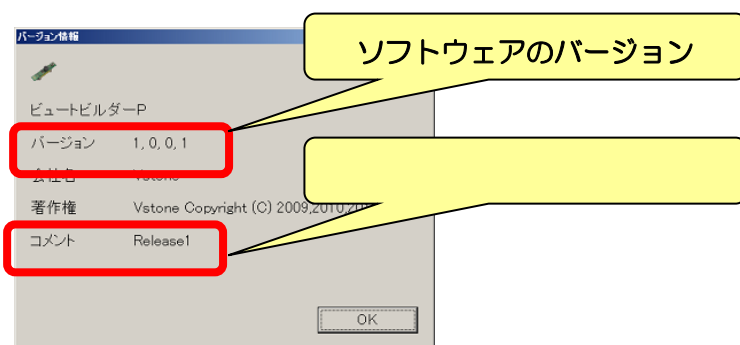 バージョン情報
ソフトウェアのバージョン
ビュートビルダーP
バージョン 1, 0, 0, 1
著作権 Vstone Copyright (C) 2009,2010,
コメント Release1
OK